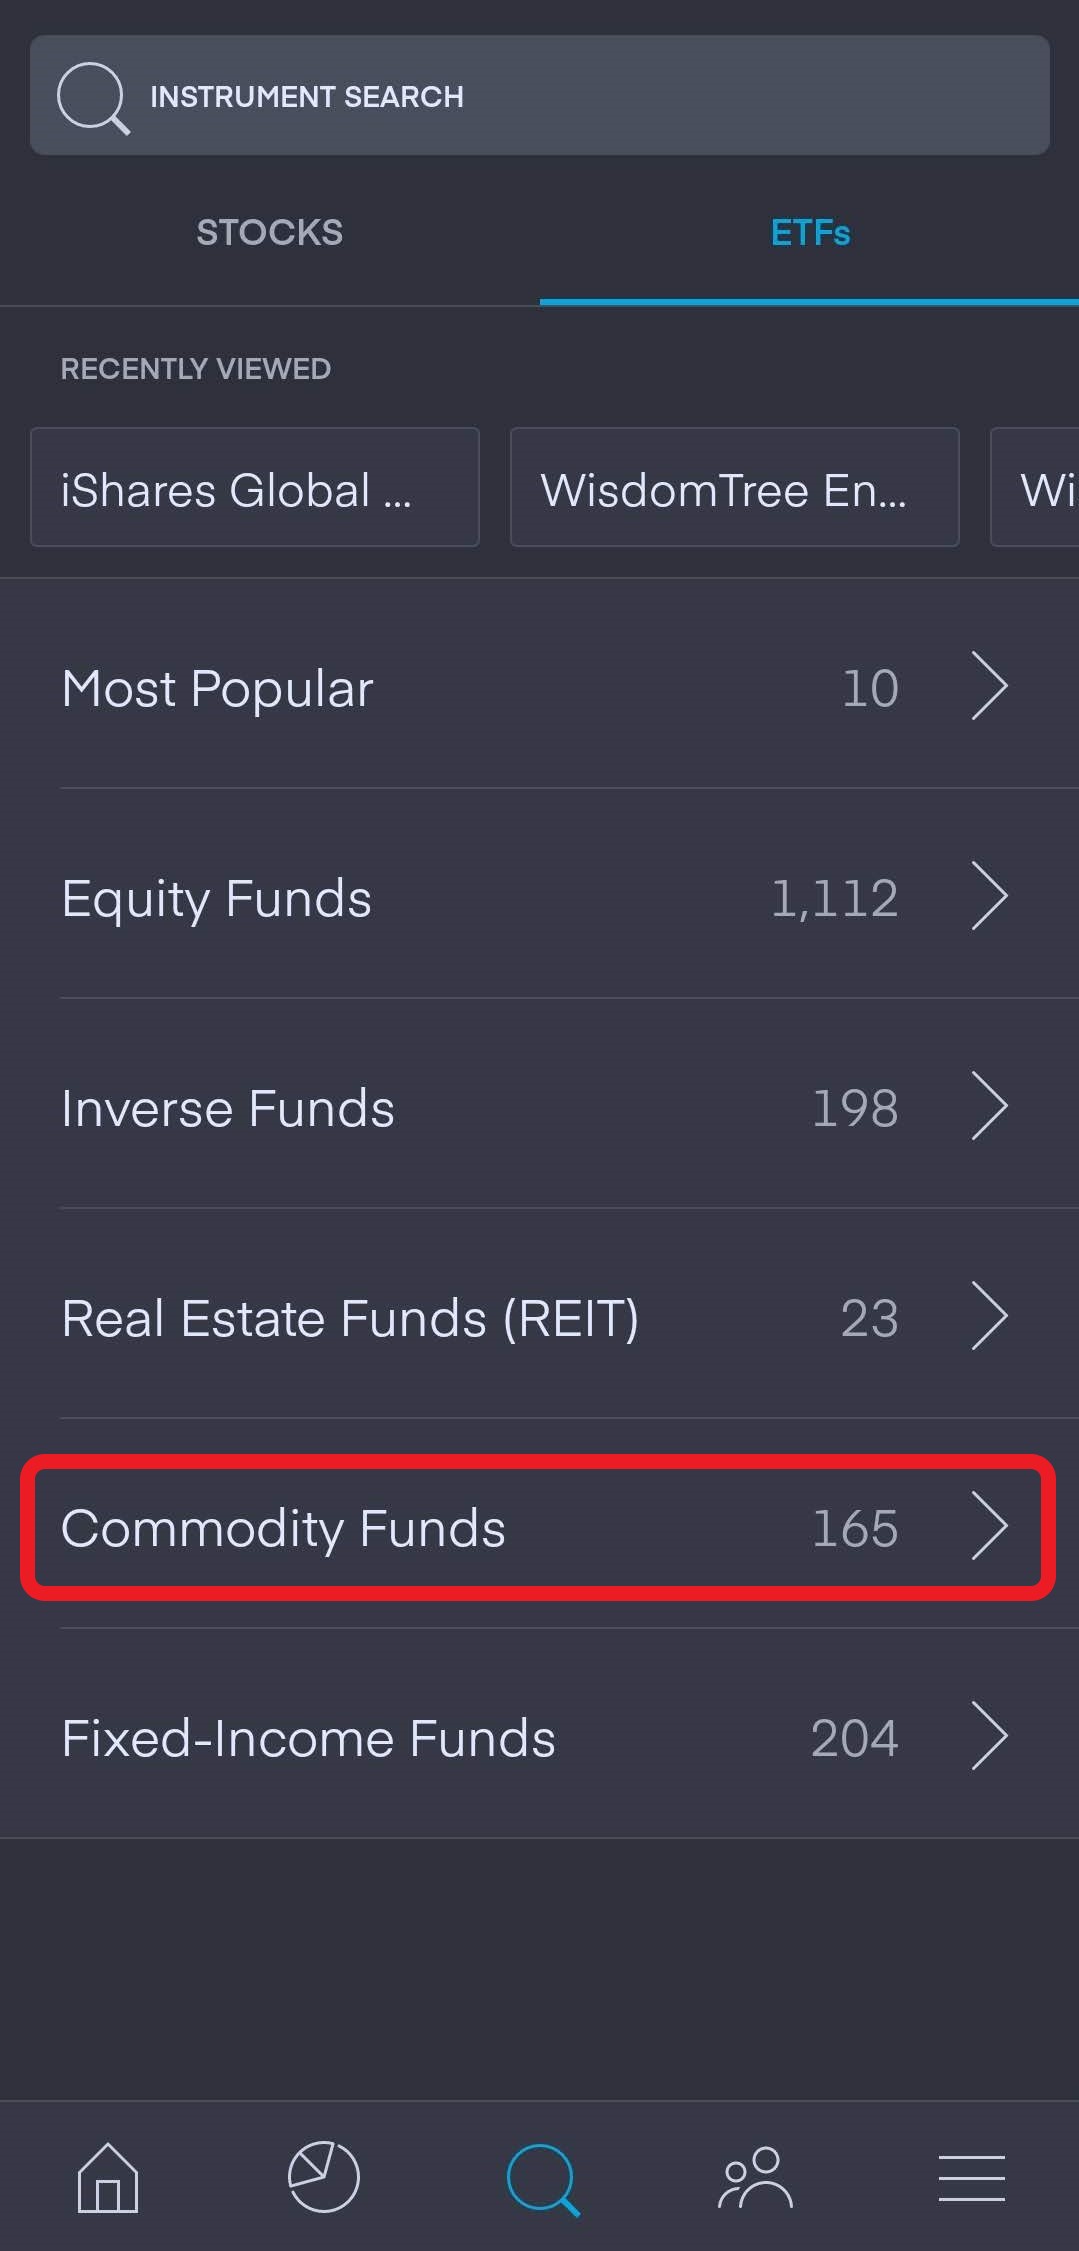 INSTRUMENT SEARCH
STOCKS
ETFs
RECENTLY VIEWED
iShares Global ...
WisdomTree En...
Wi
Most Popular 10
Equity Funds 1,112
Inverse Funds 198
Real Estate Funds (REIT) 23
Commodity Funds 165
Fixed-Income Funds 204